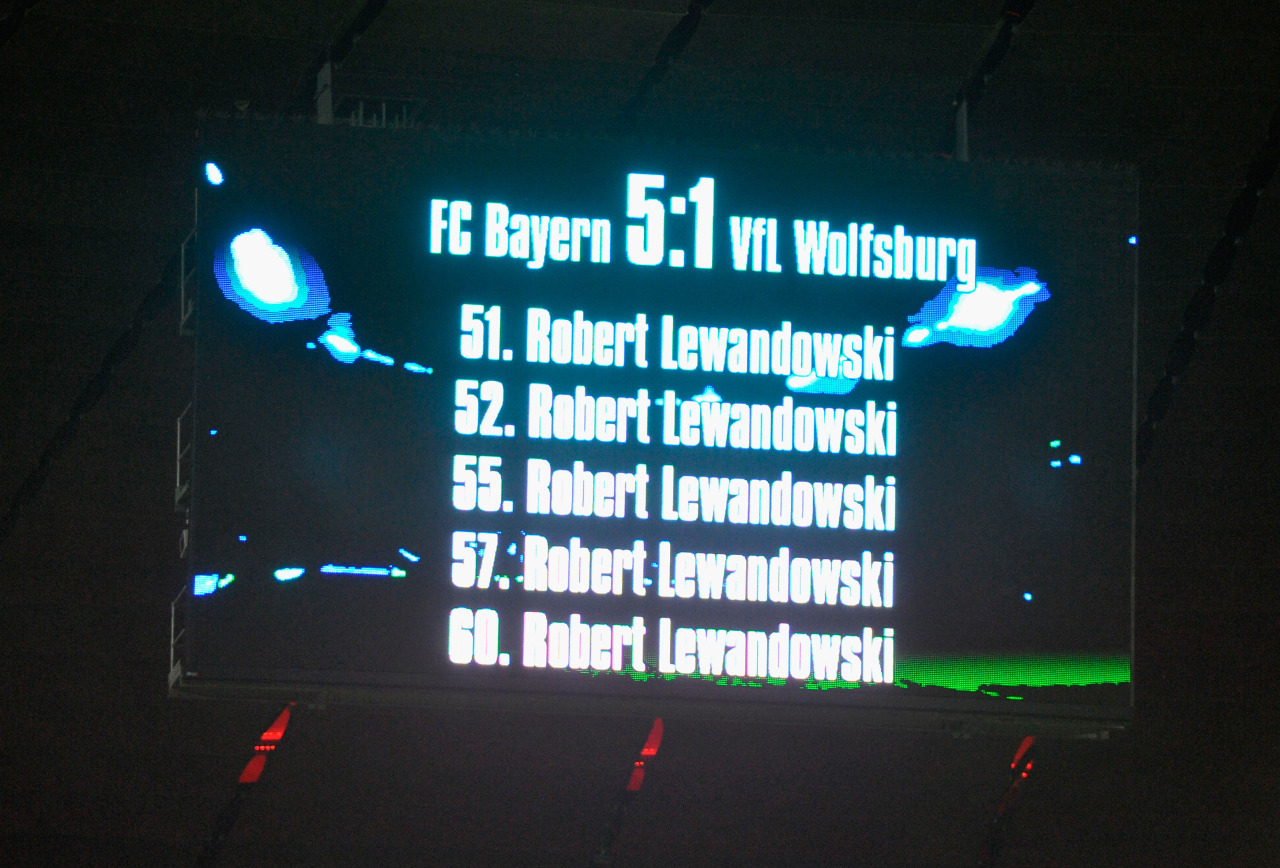 FC Bayern 5:1 VfL Wolfsburg
51. Robert Lewandowski
52. Robert Lewandowski
55. Robert Lewandowski
57. Robert Lewandowski
60. Robert Lewandowski